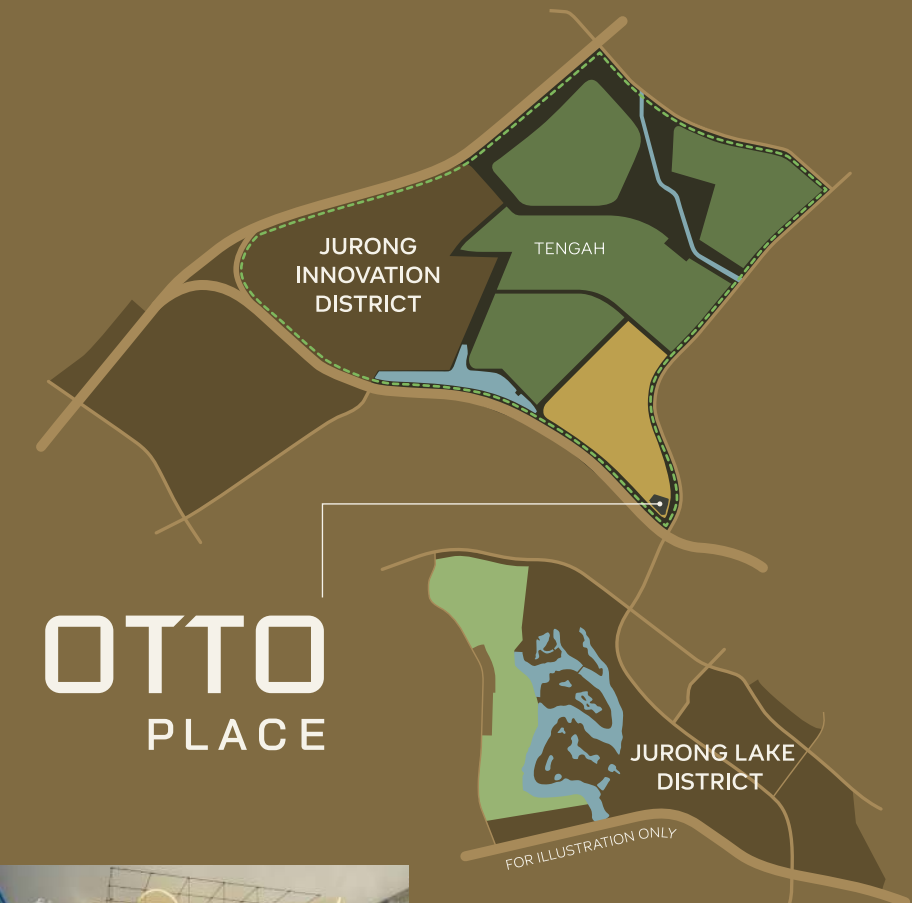 JURONG
INNOVATION
DISTRICT
TENGAH
OTTO
PLACE
JURONG LAKE
DISTRICT
FOR ILLUSTRATION ONLY